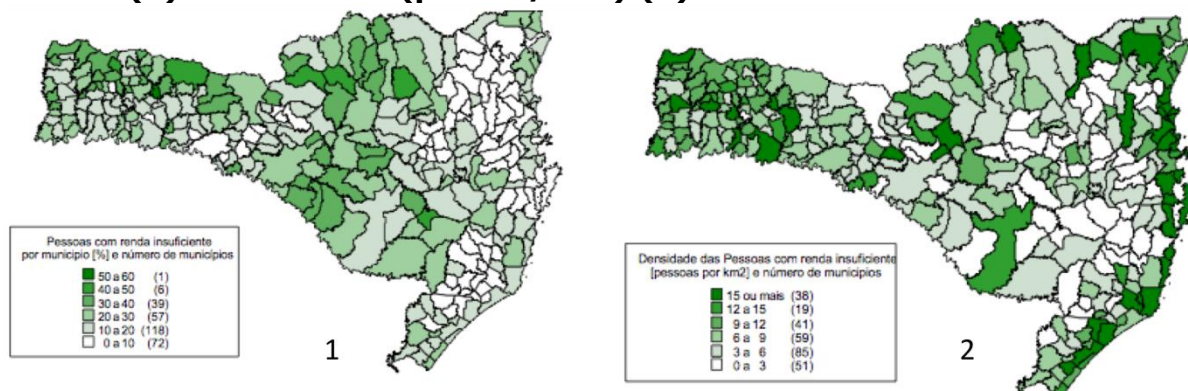 Pessoas com renda insuficiente
por municipio [%] e número de municípios
50 a 60 (1)
40 a 50 (6)
30 a 40 (39)
20 a 30 (57)
10 a 20 (118)
0 a 10 (72)
1
Densidade das Pessoas com renda insuficiente
[pessoas por km2] e número de municipios
15 ou mais (38)
12 a 15 (19)
9 a 12 (41)
6 a 9 (59)
3 a 6 (85)
0 a 3 (51)
2